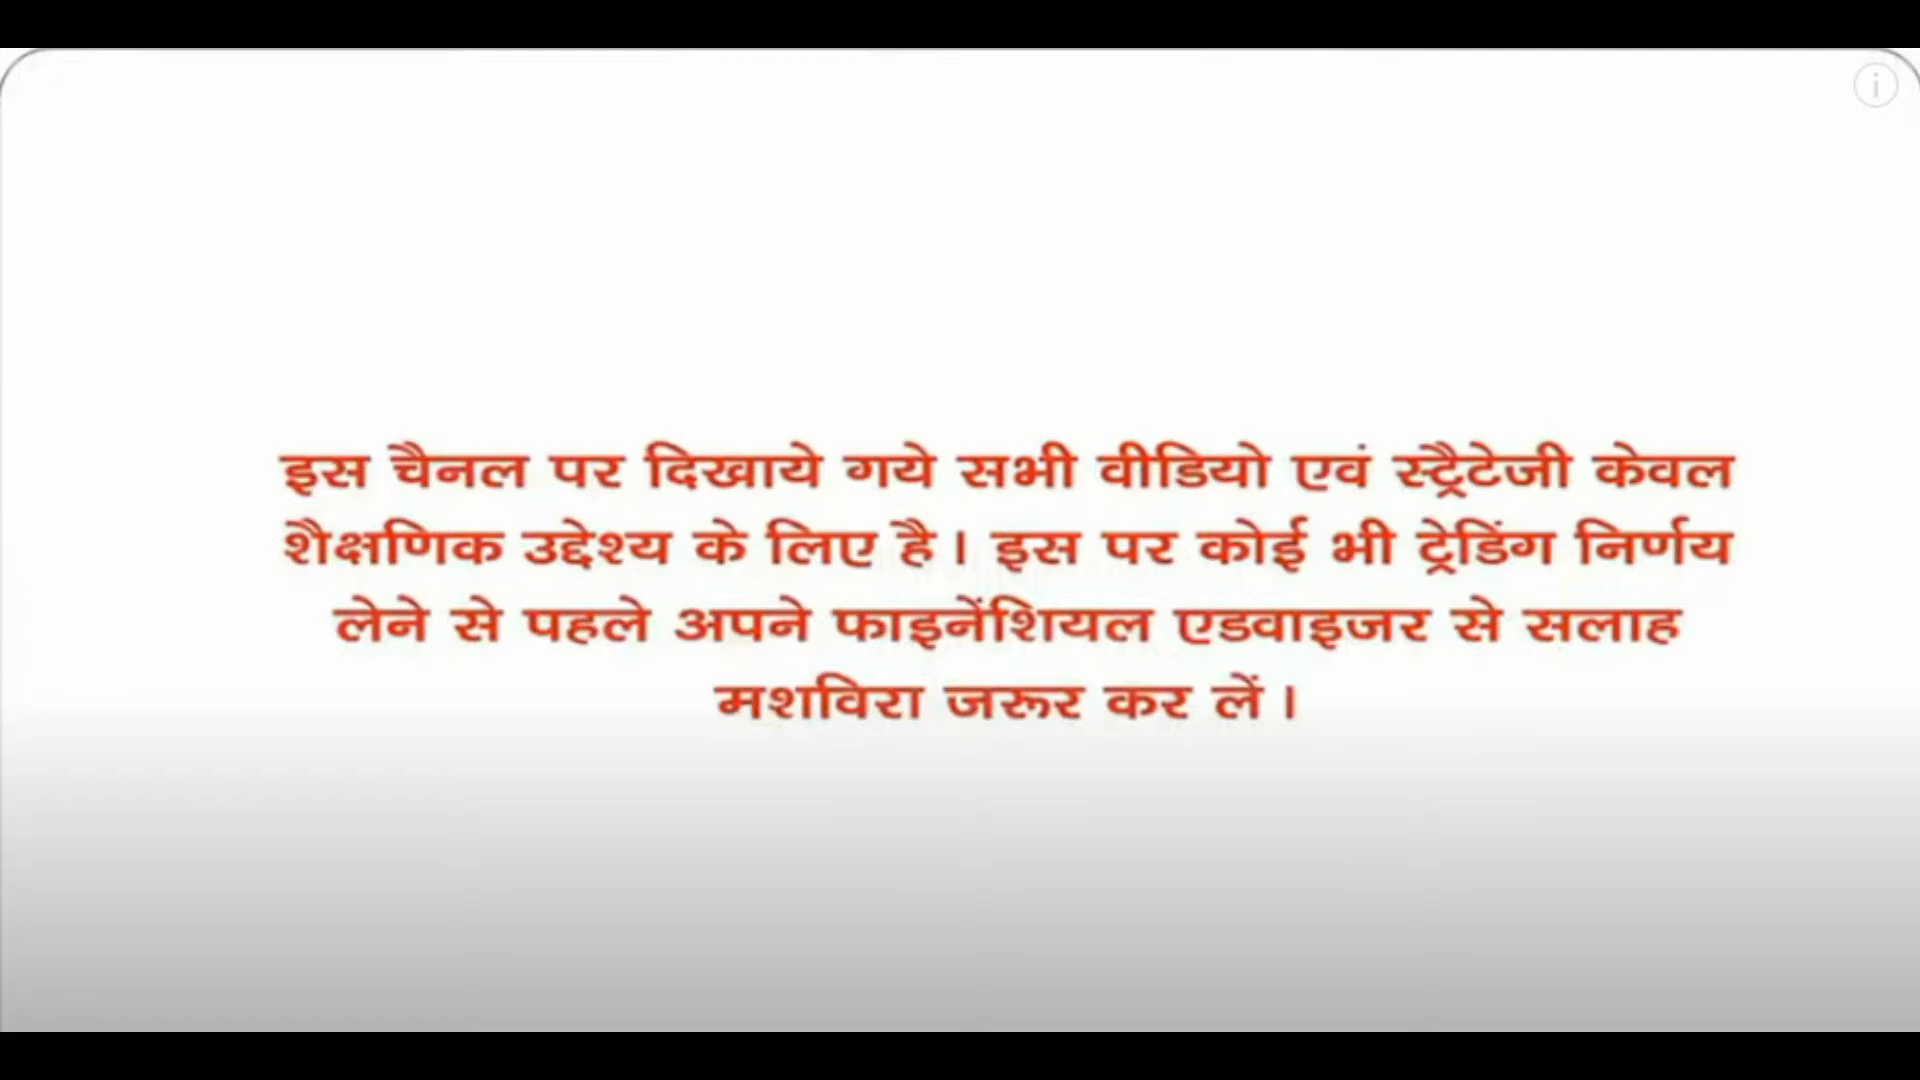 इस चैनल पर दिखाये गये सभी वीडियो एवं स्ट्रैटेजी केवल
शैक्षणिक उद्देश्य के लिए है। इस पर कोई भी ट्रेडिंग निर्णय
लेने से पहले अपने फाइनेंशियल एडवाइजर से सलाह
मशविरा जरूर कर लें।